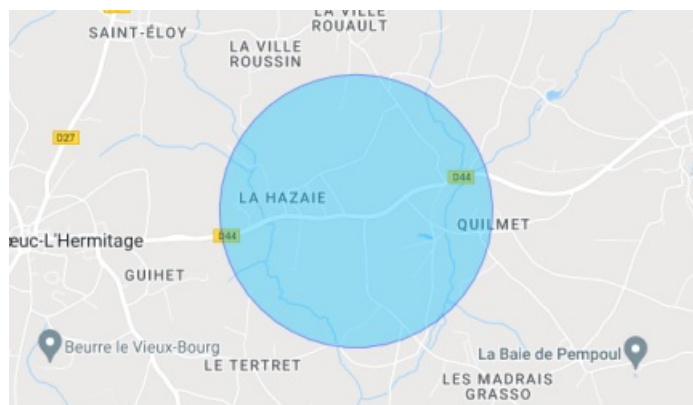 LA VILLE
ROUAULT
SAINT-ÉLOY
LA VILLE
ROUSSIN
D27
D44
LA HAZAIE
QUILMET
D44
œuc-L'Hermitage
GUIHET
Beurre le Vieux-Bourg
La Baie de Pempoul
LE TERTRET
LES MADRAIS
GRASSO